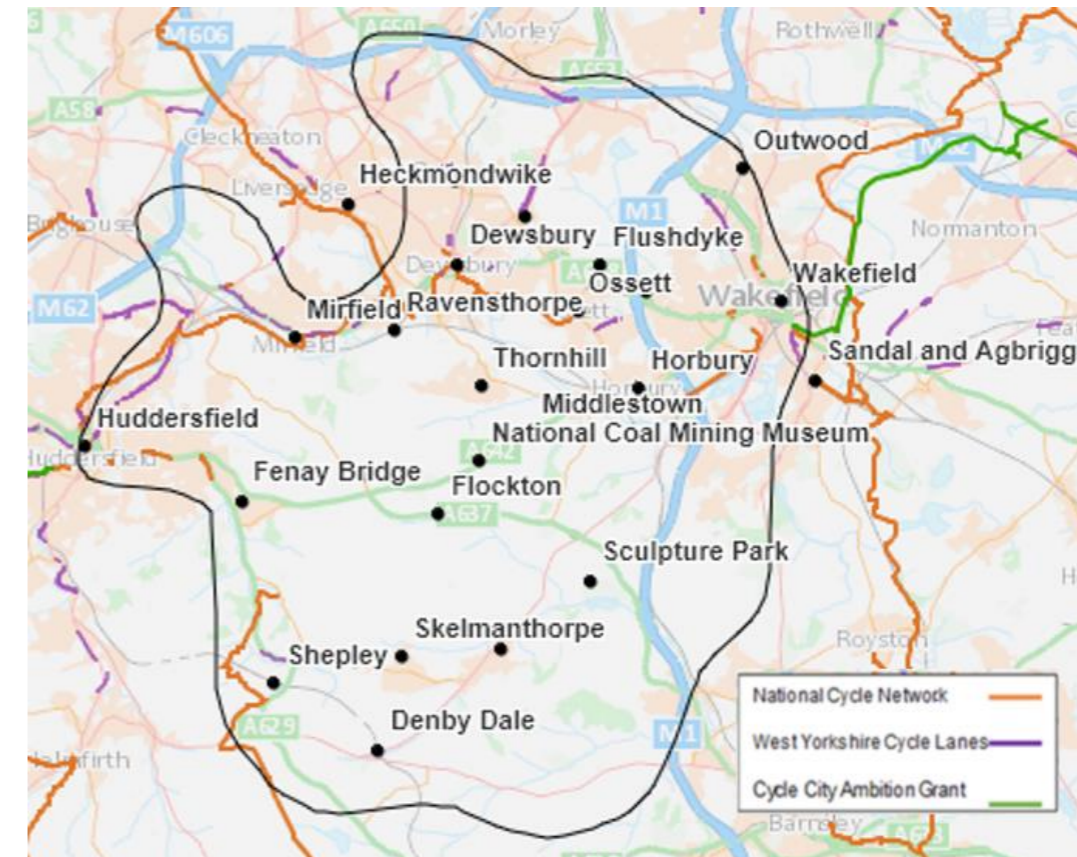 M606
A650
Morley
Rothwell
A653
A58
Cleckheaton
Outwood
Liversedge
Heckmondwike
M1
Normanton
Dewsbury
Flushdyke
Dewsbury
Ossett
Wakefield
Wakefield
M62
Mirfield
Ravensthorpe
Mirfield
Sandal and Agbrigg
Thornhill
Horbury
Horbury
Middlestown
Huddersfield
National Coal Mining Museum
Huddersfield
A642
Fenay Bridge
Flockton
A637
Sculpture Park
Skelmanthorpe
Royston
Shepley
National Cycle Network
Denby Dale
A629
M1
West Yorkshire Cycle Lanes
Cycle City Ambition Grant
Barnsley